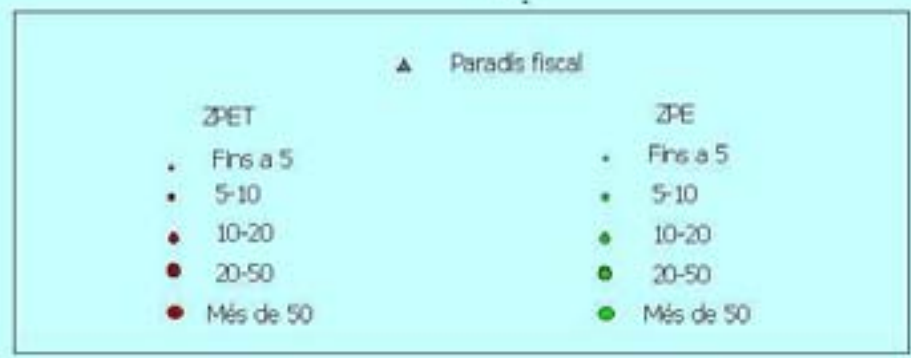 Paradís fiscal
ZPET
Fins a 5
5-10
10-20
20-50
Més de 50
ZPE
Fins a 5
5-10
10-20
20-50
Més de 50